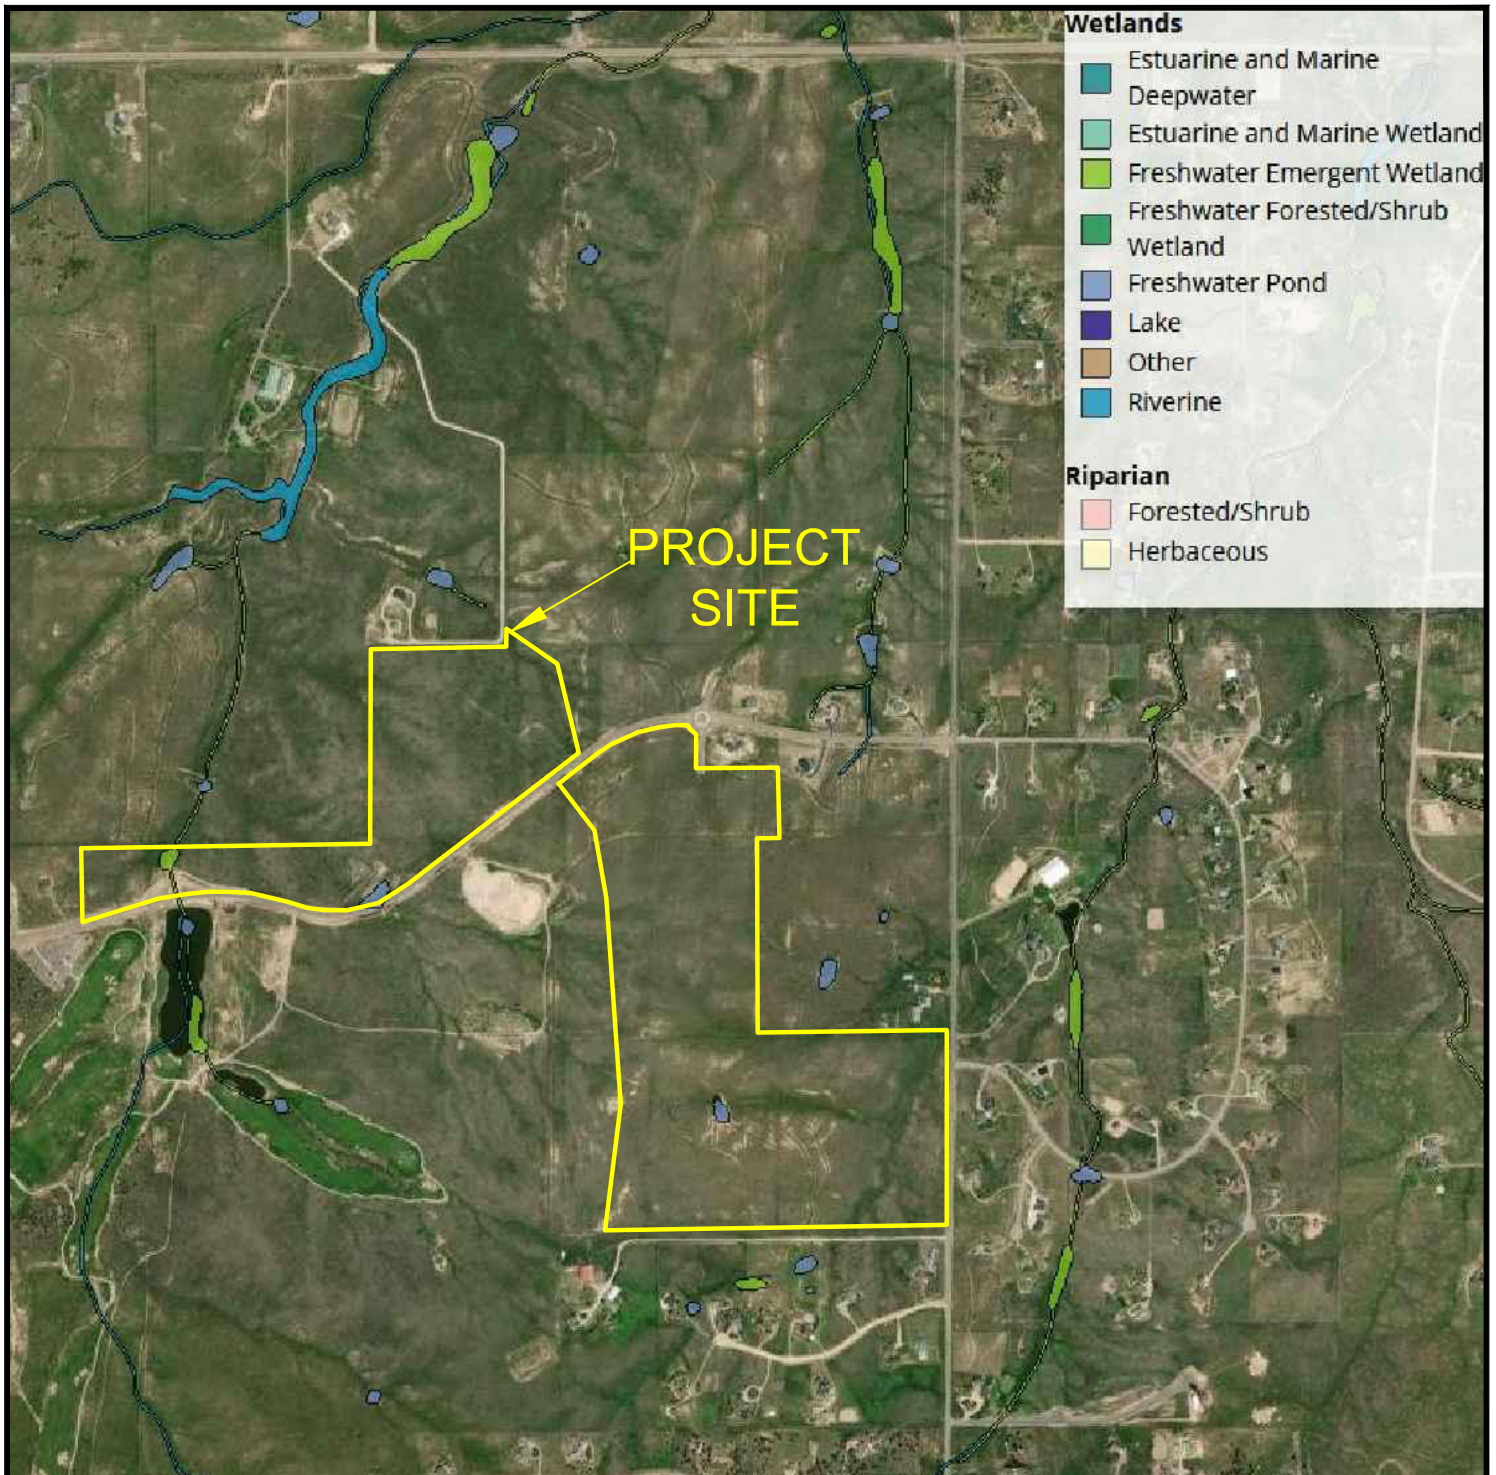 Wetlands
Estuarine and Marine
Deepwater
Estuarine and Marine Wetland
Freshwater Emergent Wetland
Freshwater Forested/Shrub
Wetland
Freshwater Pond
Lake
Other
Riverine
Riparian
Forested/Shrub
Herbaceous
PROJECT
SITE